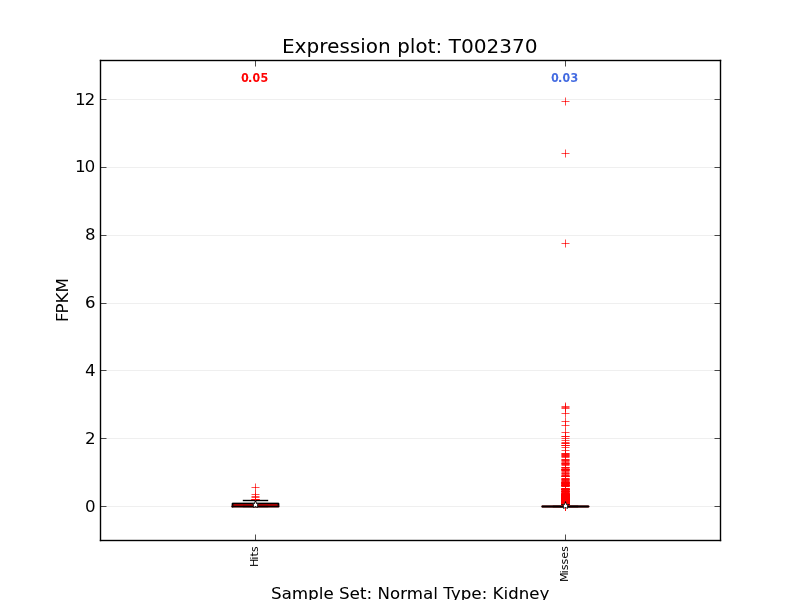 Expression plot: T002370
0.05
0.03
12
10
8
6
4
2
0
FPKM
Hits
Misses
Sample Set: Normal Type: Kidney